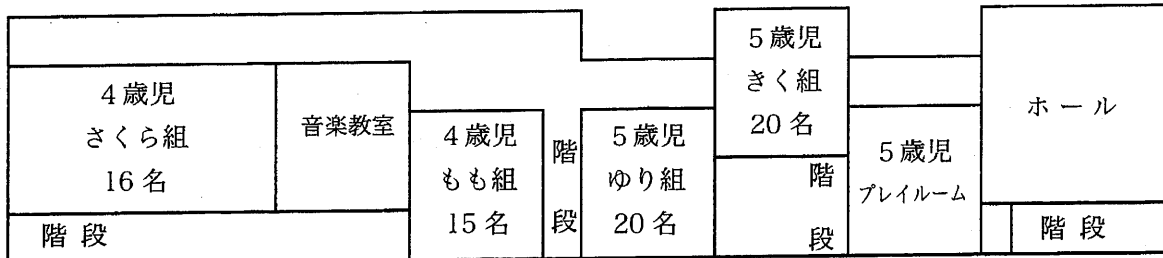 4歳児
さくら組
16名
階段
音楽教室
4歳児
もも組
15名
階
段
5歳児
ゆり組
20名
5歳児
きく組
20名
階
段
5歳児
プレイルーム
ホール
階段